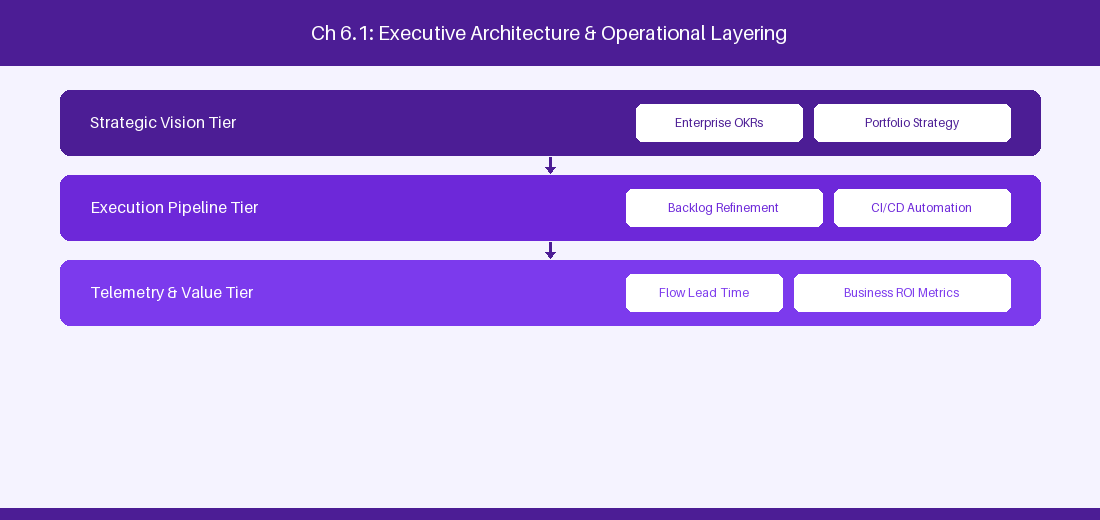 Ch 6.1: Executive Architecture & Operational Layering
Strategic Vision Tier
Enterprise OKRs
Portfolio Strategy
Execution Pipeline Tier
Backlog Refinement
CI/CD Automation
Telemetry & Value Tier
Flow Lead Time
Business ROI Metrics